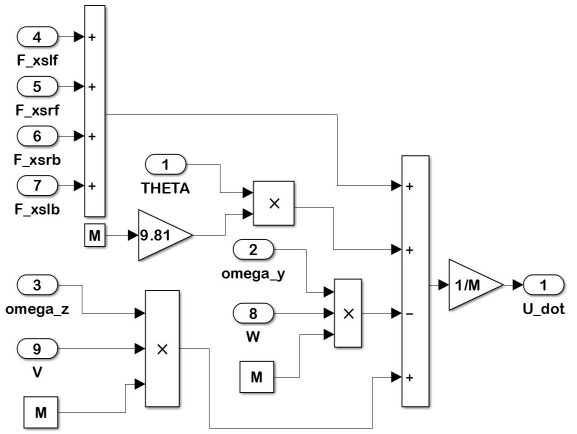 4
+
F_xslf
5
+
F_xsrf
6
+
F_xsrb
7
+
F_xslb
1
THETA
×
+
M
9.81
2
+
omega_y
3
omega_z
1/M
1
U_dot
8
×
−
W
9
×
V
M
+
M